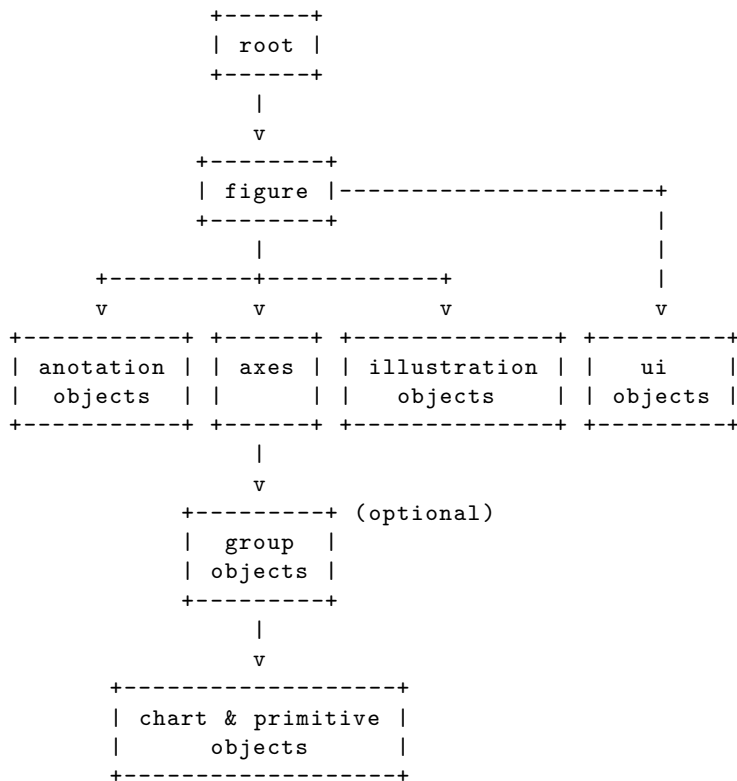 root
figure
anotation objects
axes
illustration objects
ui objects
(optional)
group objects
chart & primitive objects